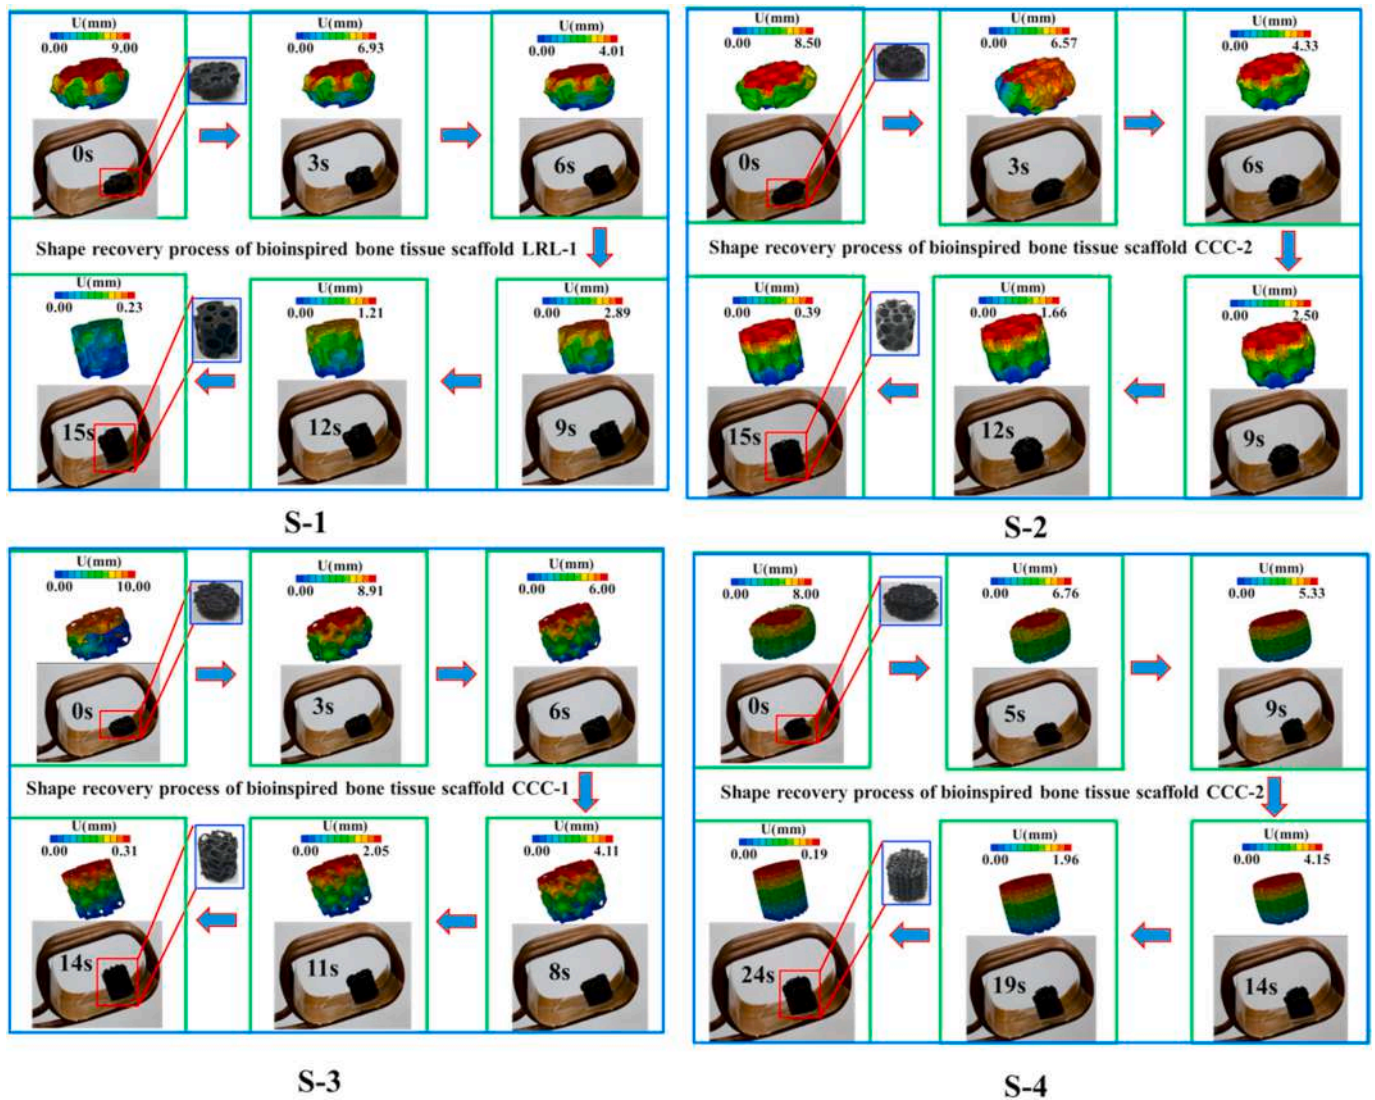 U(mm)
0.00 9.00
0s
U(mm)
0.00 6.93
3s
U(mm)
0.00 4.01
6s
Shape recovery process of bioinspired bone tissue scaffold LRL-1
U(mm)
0.00 0.23
15s
U(mm)
0.00 1.21
12s
U(mm)
0.00 2.89
9s
S-1
U(mm)
0.00 8.50
0s
U(mm)
0.00 6.57
3s
U(mm)
0.00 4.33
6s
Shape recovery process of bioinspired bone tissue scaffold CCC-2
U(mm)
0.00 0.39
15s
U(mm)
0.00 1.66
12s
U(mm)
0.00 2.50
9s
S-2
U(mm)
0.00 10.00
0s
U(mm)
0.00 8.91
3s
U(mm)
0.00 6.00
6s
Shape recovery process of bioinspired bone tissue scaffold CCC-1
U(mm)
0.00 0.31
14s
U(mm)
0.00 2.05
11s
U(mm)
0.00 4.11
8s
S-3
U(mm)
0.00 8.00
0s
U(mm)
0.00 6.76
5s
U(mm)
0.00 5.33
9s
Shape recovery process of bioinspired bone tissue scaffold CCC-2
U(mm)
0.00 0.19
24s
U(mm)
0.00 1.96
19s
U(mm)
0.00 4.15
14s
S-4